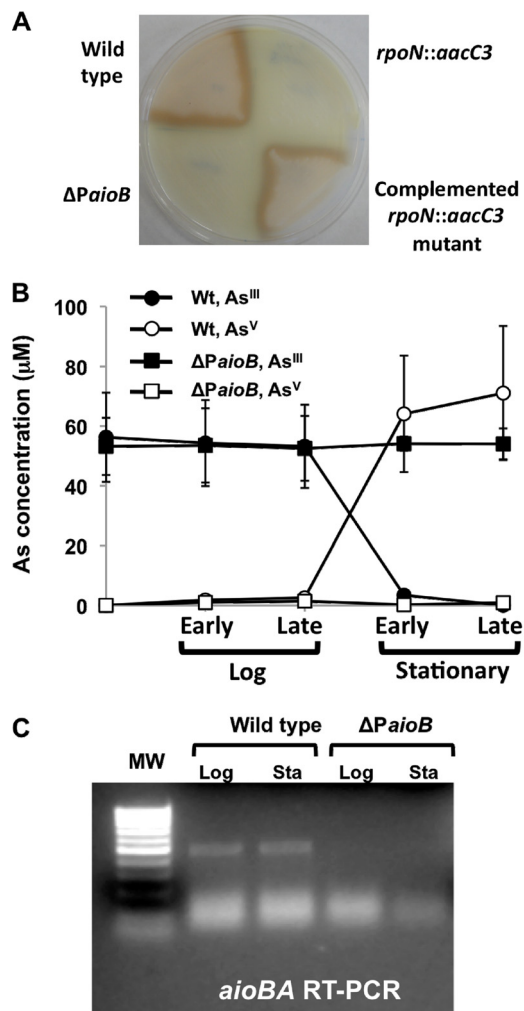 A
Wild type
rpoN::aacC3
ΔPaioB
Complemented rpoN::aacC3 mutant
B
100
80
60
40
20
0
As concentration (μM)
Wt, Asᴵᴵᴵ
Wt, Asⱽ
ΔPaioB, Asᴵᴵᴵ
ΔPaioB, Asⱽ
Early Late Early Late
Log Stationary
C
Wild type ΔPaioB
MW Log Sta Log Sta
aioBA RT-PCR